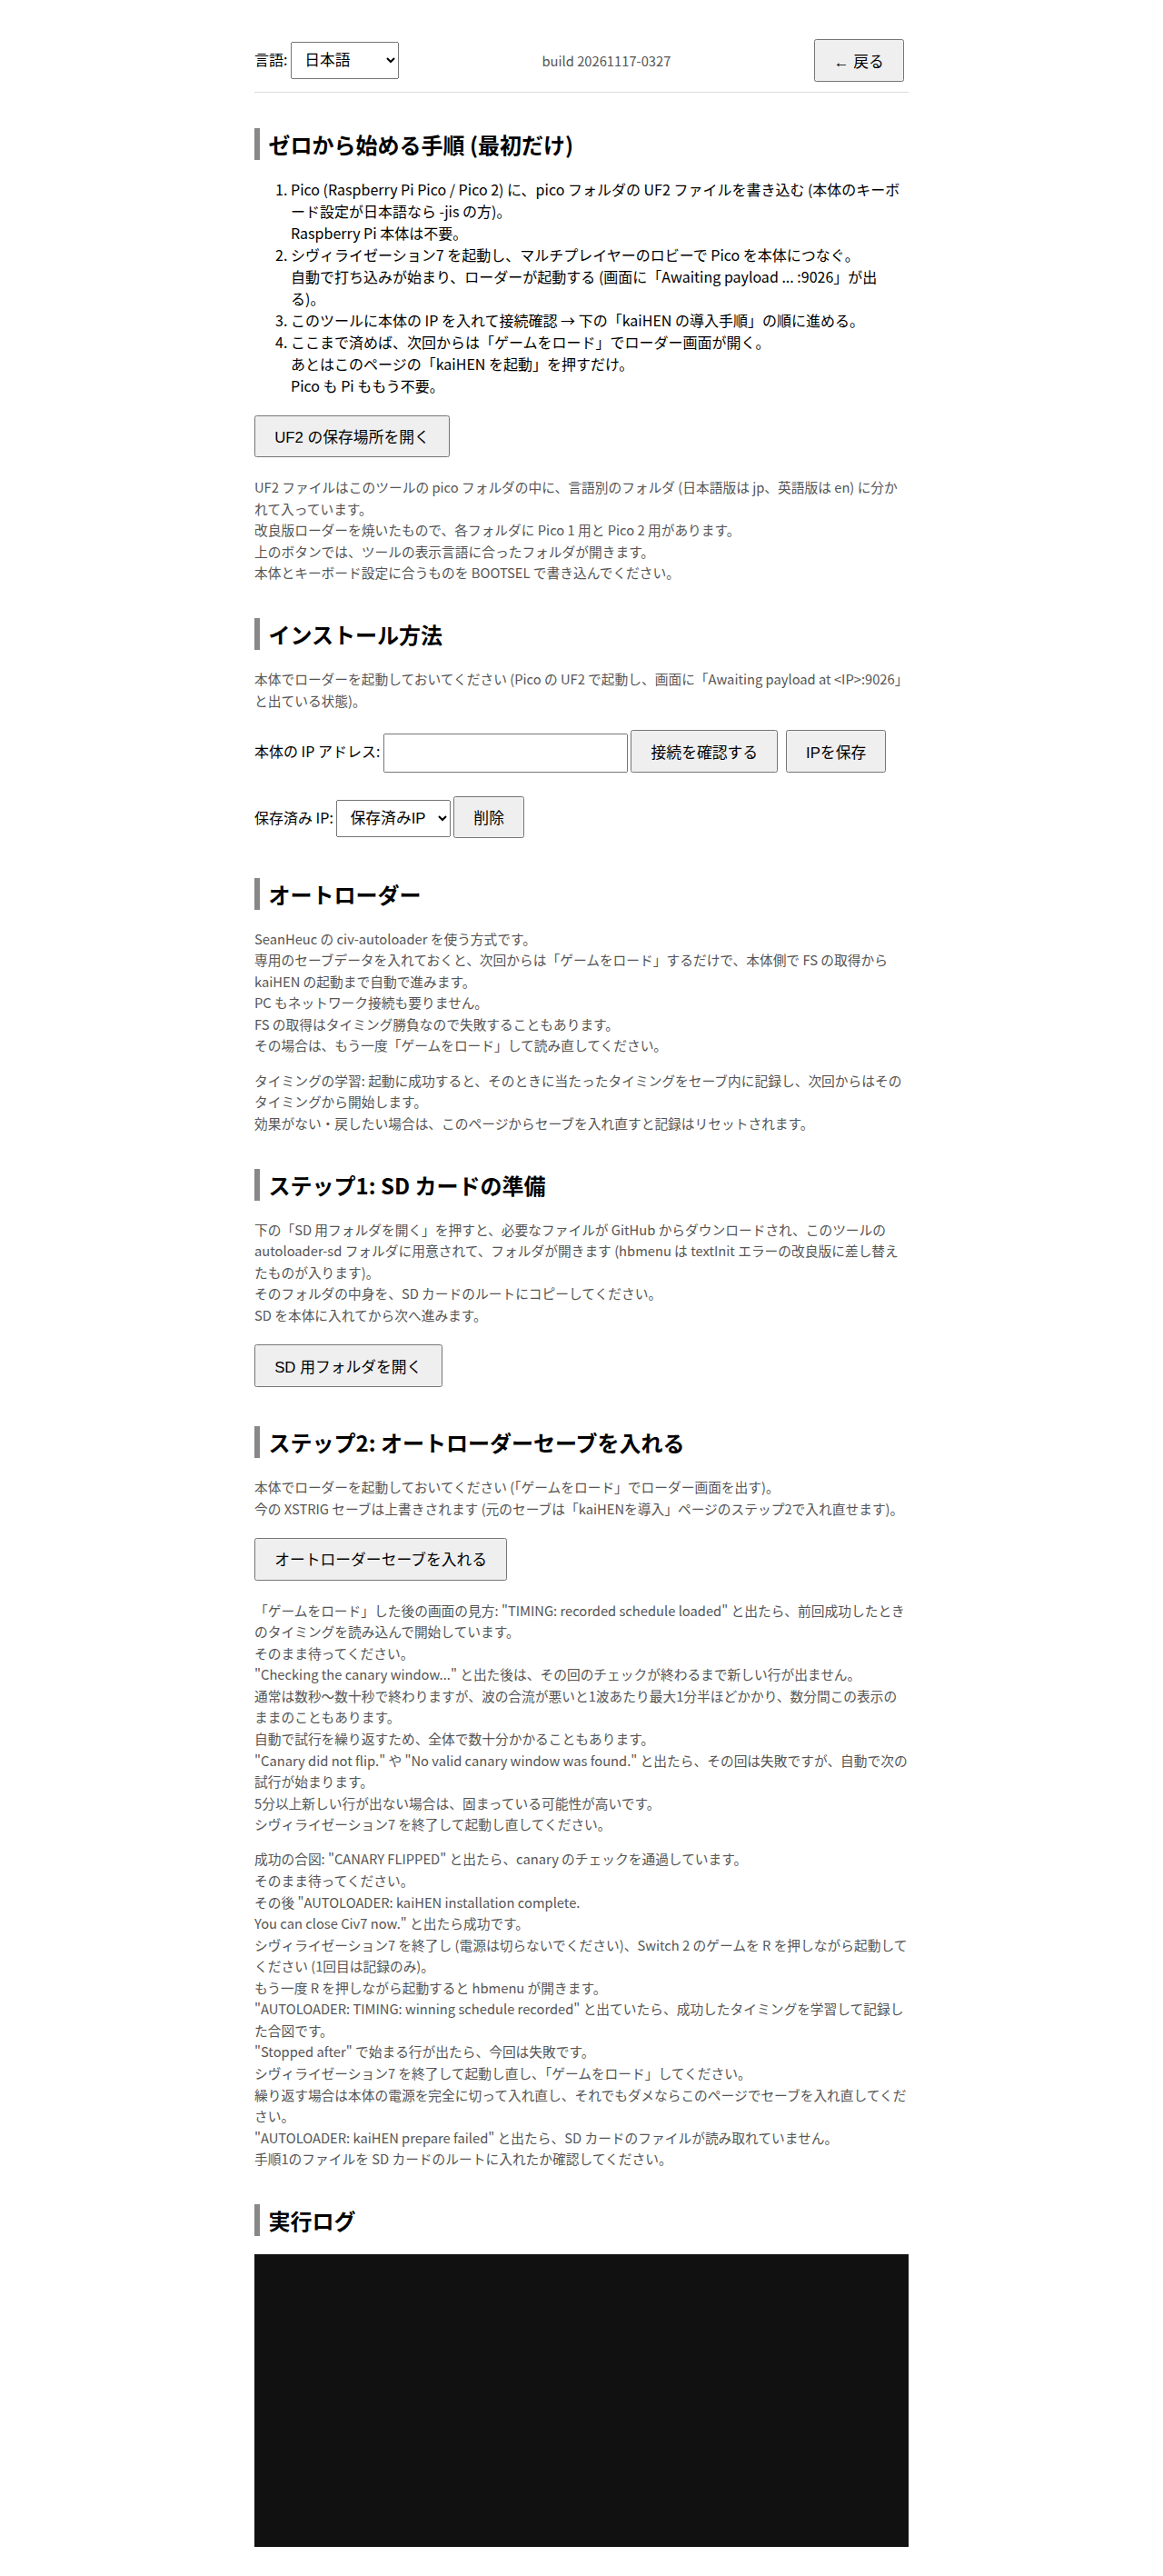 言語: 日本語
build 20261117-0327
← 戻る
ゼロから始める手順 (最初だけ)
1. Pico (Raspberry Pi Pico / Pico 2) に、pico フォルダの UF2 ファイルを書き込む (本体のキーボ
ード設定が日本語なら -jis の方)。
Raspberry Pi 本体は不要。
2. シヴィライゼーション7 を起動し、マルチプレイヤーのロビーで Pico を本体につなぐ。
自動で打ち込みが始まり、ローダーが起動する (画面に「Awaiting payload ... :9026」が出
る)。
3. このツールに本体の IP を入れて接続確認 → 下の「kaiHEN の導入手順」の順に進める。
4. ここまで済めば、次回からは「ゲームをロード」でローダー画面が開く。
あとはこのページの「kaiHEN を起動」を押すだけ。
Pico も Pi ももう不要。
UF2 の保存場所を開く
UF2 ファイルはこのツールの pico フォルダの中に、言語別のフォルダ (日本語版は jp、英語版は en) に分か
れて入っています。
改良版ローダーを焼いたもので、各フォルダに Pico 1 用と Pico 2 用があります。
上のボタンでは、ツールの表示言語に合ったフォルダが開きます。
本体とキーボード設定に合うものを BOOTSEL で書き込んでください。
インストール方法
本体でローダーを起動しておいてください (Pico の UF2 で起動し、画面に「Awaiting payload at <IP>:9026」
と出ている状態)。
本体の IP アドレス: 接続を確認する IPを保存
保存済み IP: 保存済みIP 削除
オートローダー
SeanHeuc の civ-autoloader を使う方式です。
専用のセーブデータを入れておくと、次回からは「ゲームをロード」するだけで、本体側で FS の取得から
kaiHEN の起動まで自動で進みます。
PC もネットワーク接続も要りません。
FS の取得はタイミング勝負なので失敗することもあります。
その場合は、もう一度「ゲームをロード」して読み直してください。
タイミングの学習: 起動に成功すると、そのときに当たったタイミングをセーブ内に記録し、次回からはその
タイミングから開始します。
効果がない・戻したい場合は、このページからセーブを入れ直すと記録はリセットされます。
ステップ1: SD カードの準備
下の「SD 用フォルダを開く」を押すと、必要なファイルが GitHub からダウンロードされ、このツールの
autoloader-sd フォルダに用意されて、フォルダが開きます (hbmenu は textInit エラーの改良版に差し替え
たものが入ります)。
そのフォルダの中身を、SD カードのルートにコピーしてください。
SD を本体に入れてから次へ進みます。
SD 用フォルダを開く
ステップ2: オートローダーセーブを入れる
本体でローダーを起動しておいてください (「ゲームをロード」でローダー画面を出す)。
今の XSTRIG セーブは上書きされます (元のセーブは「kaiHENを導入」ページのステップ2で入れ直せます)。
オートローダーセーブを入れる
「ゲームをロード」した後の画面の見方: "TIMING: recorded schedule loaded" と出たら、前回成功したとき
のタイミングを読み込んで開始しています。
そのまま待ってください。
"Checking the canary window..." と出た後は、その回のチェックが終わるまで新しい行が出ません。
通常は数秒〜数十秒で終わりますが、波の合流が悪いと1波あたり最大1分半ほどかかり、数分間この表示の
ままのこともあります。
自動で試行を繰り返すため、全体で数十分かかることもあります。
"Canary did not flip." や "No valid canary window was found." と出たら、その回は失敗ですが、自動で次の
試行が始まります。
5分以上新しい行が出ない場合は、固まっている可能性が高いです。
シヴィライゼーション7 を終了して起動し直してください。
成功の合図: "CANARY FLIPPED" と出たら、canary のチェックを通過しています。
そのまま待ってください。
その後 "AUTOLOADER: kaiHEN installation complete.
You can close Civ7 now." と出たら成功です。
シヴィライゼーション7 を終了し (電源は切らないでください)、Switch 2 のゲームを R を押しながら起動して
ください (1回目は記録のみ)。
もう一度 R を押しながら起動すると hbmenu が開きます。
"AUTOLOADER: TIMING: winning schedule recorded" と出ていたら、成功したタイミングを学習して記録し
た合図です。
"Stopped after" で始まる行が出たら、今回は失敗です。
シヴィライゼーション7 を終了して起動し直し、「ゲームをロード」してください。
繰り返す場合は本体の電源を完全に切って入れ直し、それでもダメならこのページでセーブを入れ直してくだ
さい。
"AUTOLOADER: kaiHEN prepare failed" と出たら、SD カードのファイルが読み取れていません。
手順1のファイルを SD カードのルートに入れたか確認してください。
実行ログ